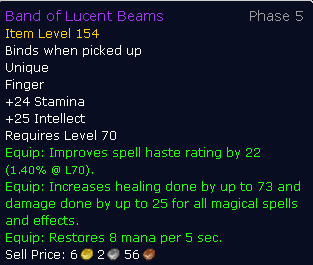 Band of Lucent Beams Phase 5
Item Level 154
Binds when picked up
Unique
Finger
+24 Stamina
+25 Intellect
Requires Level 70
Equip: Improves spell haste rating by 22
(1.40% @ L70).
Equip: Increases healing done by up to 73 and
damage done by up to 25 for all magical spells
and effects.
Equip: Restores 8 mana per 5 sec.
Sell Price: 6 2 56